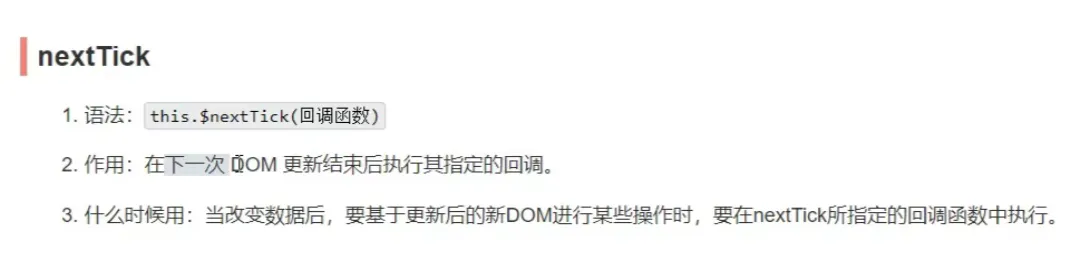 nextTick
1. 语法：this.$nextTick(回调函数)
2. 作用：在下一次 DOM 更新结束后执行其指定的回调。
3. 什么时候用：当改变数据后，要基于更新后的新DOM进行某些操作时，要在nextTick所指定的回调函数中执行。